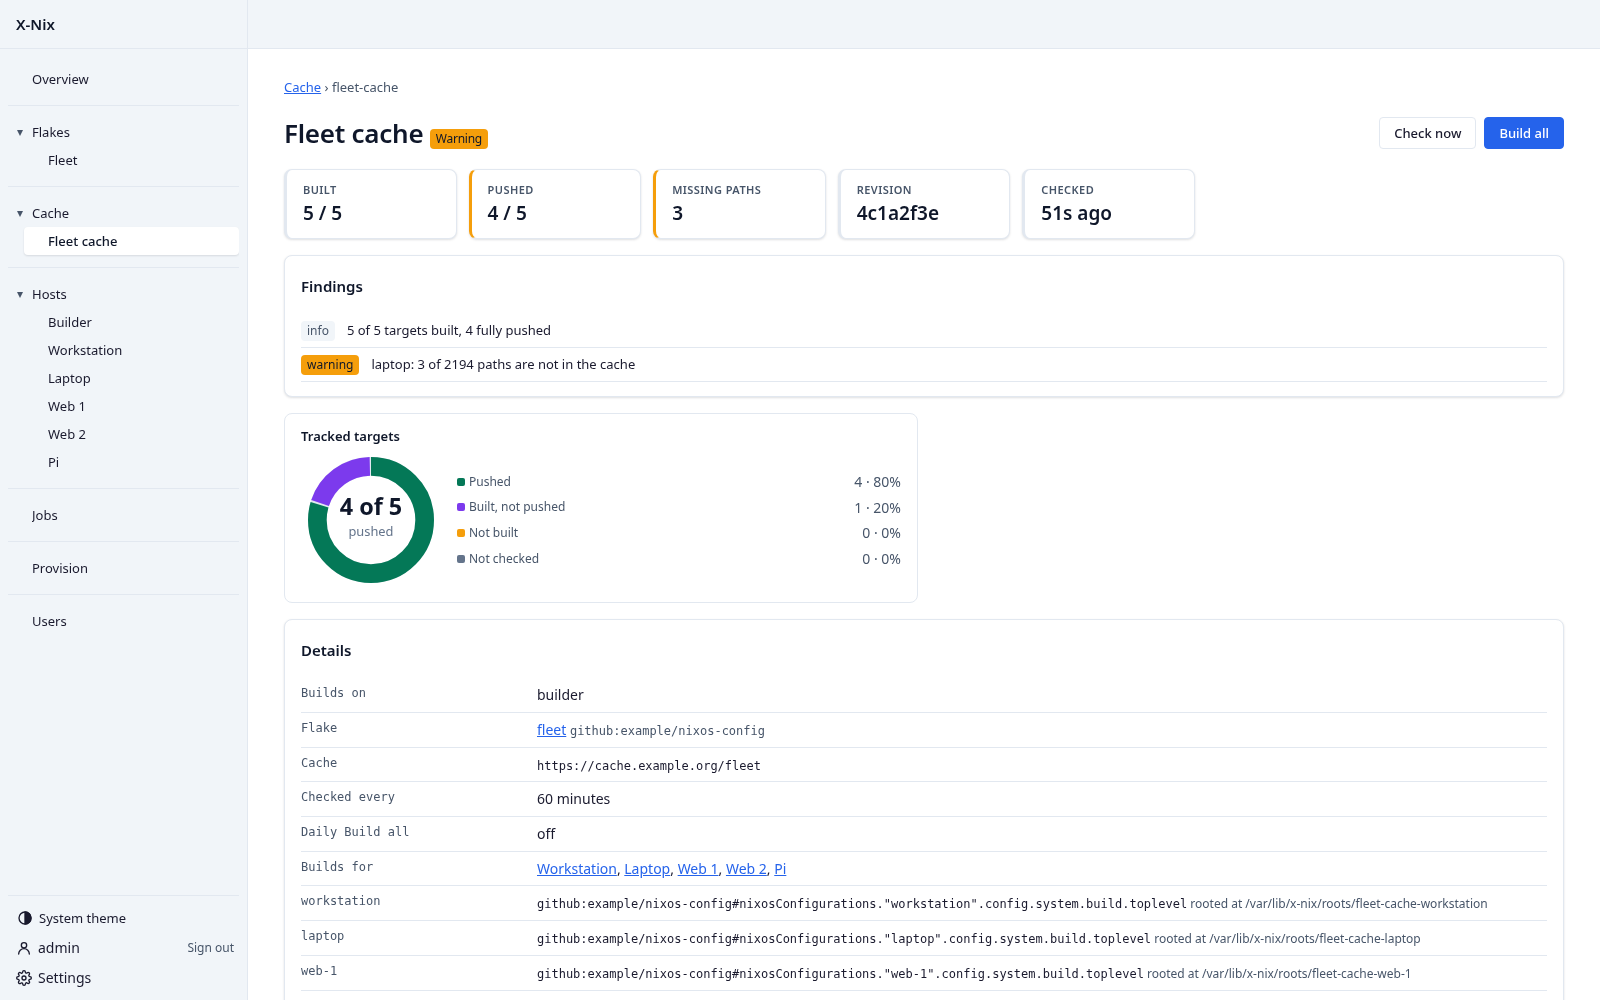 X-Nix
Overview
▾ Flakes
Fleet
▾ Cache
Fleet cache
▾ Hosts
Builder
Workstation
Laptop
Web 1
Web 2
Pi
Jobs
Provision
Users
System theme
admin Sign out
Settings
Cache › fleet-cache
Fleet cache Warning
Check now Build all
BUILT
5 / 5
PUSHED
4 / 5
MISSING PATHS
3
REVISION
4c1a2f3e
CHECKED
51s ago
Findings
info 5 of 5 targets built, 4 fully pushed
warning laptop: 3 of 2194 paths are not in the cache
Tracked targets
4 of 5
pushed
Pushed 4 · 80%
Built, not pushed 1 · 20%
Not built 0 · 0%
Not checked 0 · 0%
Details
Builds on builder
Flake fleet github:example/nixos-config
Cache https://cache.example.org/fleet
Checked every 60 minutes
Daily Build all off
Builds for Workstation, Laptop, Web 1, Web 2, Pi
workstation github:example/nixos-config#nixosConfigurations."workstation".config.system.build.toplevel rooted at /var/lib/x-nix/roots/fleet-cache-workstation
laptop github:example/nixos-config#nixosConfigurations."laptop".config.system.build.toplevel rooted at /var/lib/x-nix/roots/fleet-cache-laptop
web-1 github:example/nixos-config#nixosConfigurations."web-1".config.system.build.toplevel rooted at /var/lib/x-nix/roots/fleet-cache-web-1